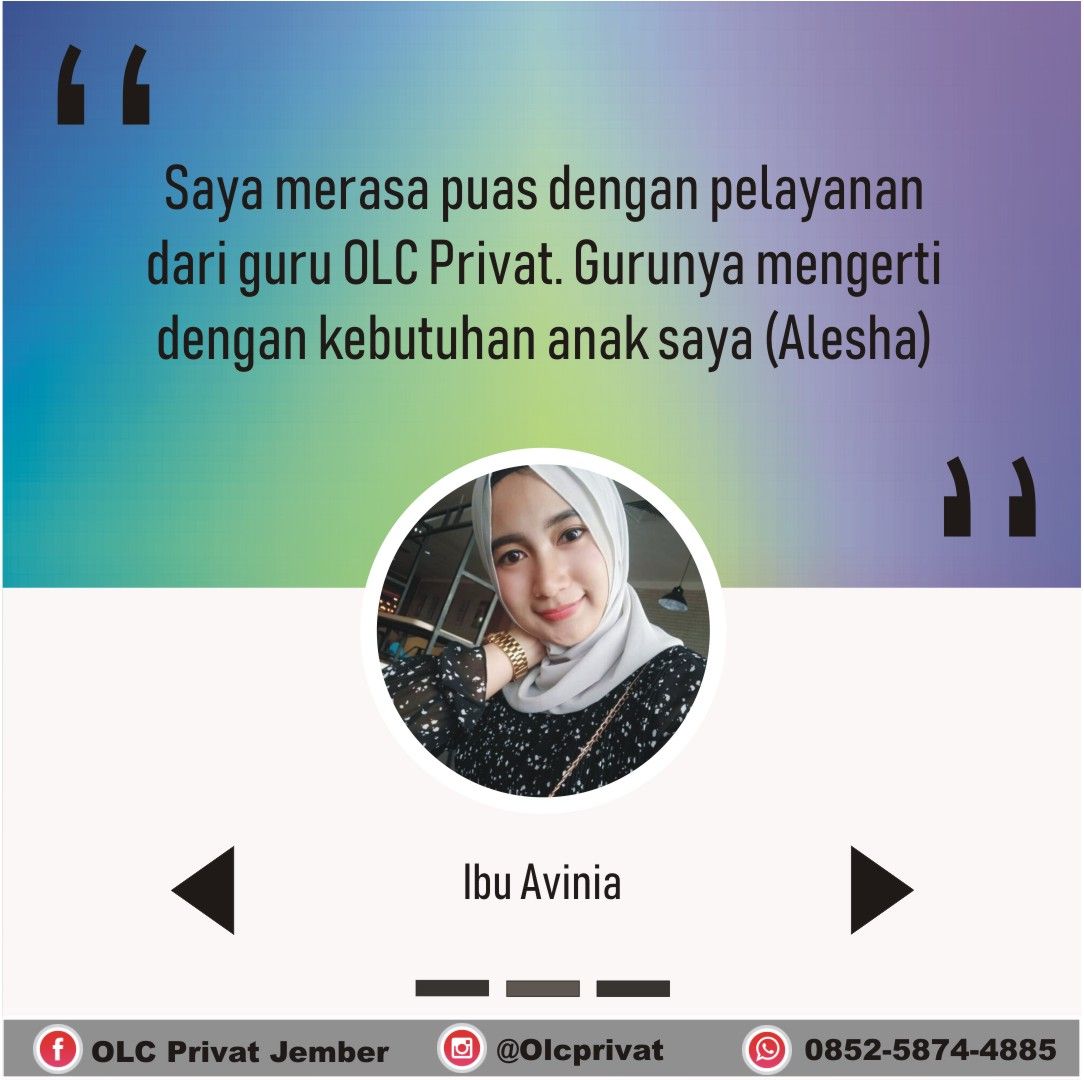 Saya merasa puas dengan pelayanan
dari guru OLC Privat. Gurunya mengerti
dengan kebutuhan anak saya (Alesha)
Ibu Avinia
OLC Privat Jember @Olcprivat 0852-5874-4885